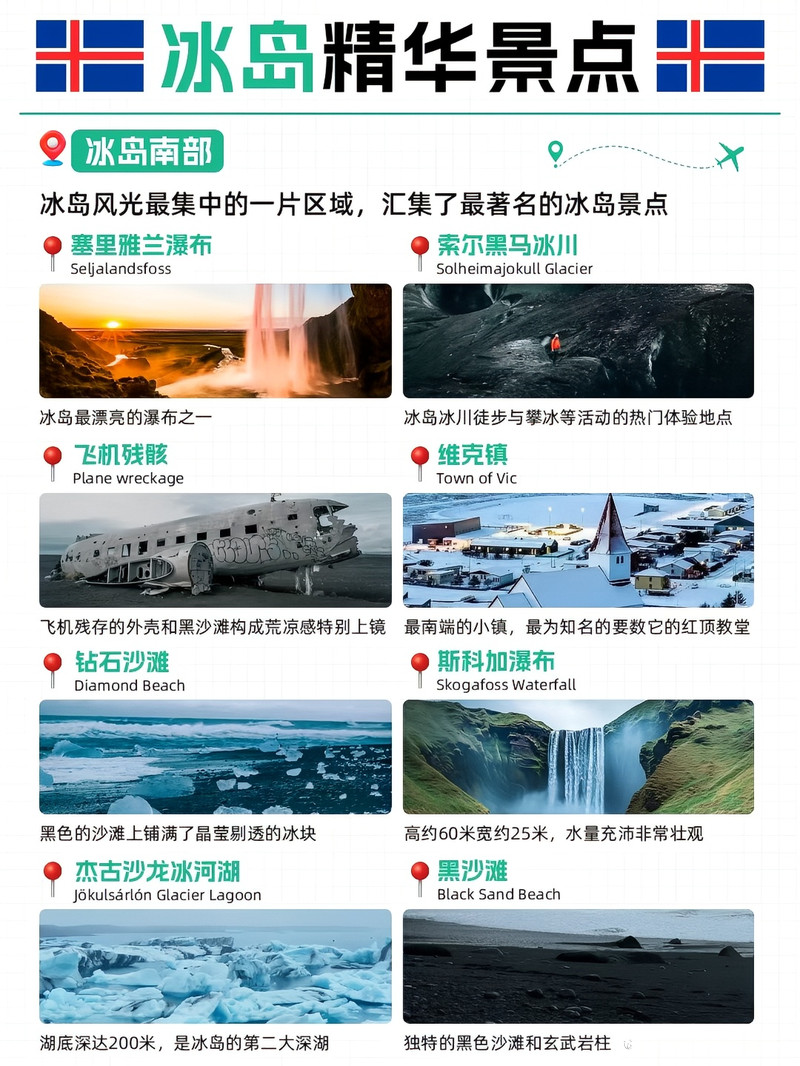 冰岛精华景点
冰岛南部
冰岛风光最集中的一片区域，汇集了最著名的冰岛景点
塞里雅兰瀑布
Seljalandsfoss
冰岛最漂亮的瀑布之一
索尔黑马冰川
Solheimajokull Glacier
冰岛冰川徒步与攀冰等活动的热门体验地点
飞机残骸
Plane wreckage
飞机残存的外壳和黑沙滩构成荒凉感特别上镜
维克镇
Town of Vic
最南端的小镇，最为知名的要数它的红顶教堂
钻石沙滩
Diamond Beach
黑色的沙滩上铺满了晶莹剔透的冰块
斯科加瀑布
Skogafoss Waterfall
高约60米宽约25米，水量充沛非常壮观
杰古沙龙冰河湖
Jökulsárlón Glacier Lagoon
湖底深达200米，是冰岛的第二大深湖
黑沙滩
Black Sand Beach
独特的黑色沙滩和玄武岩柱